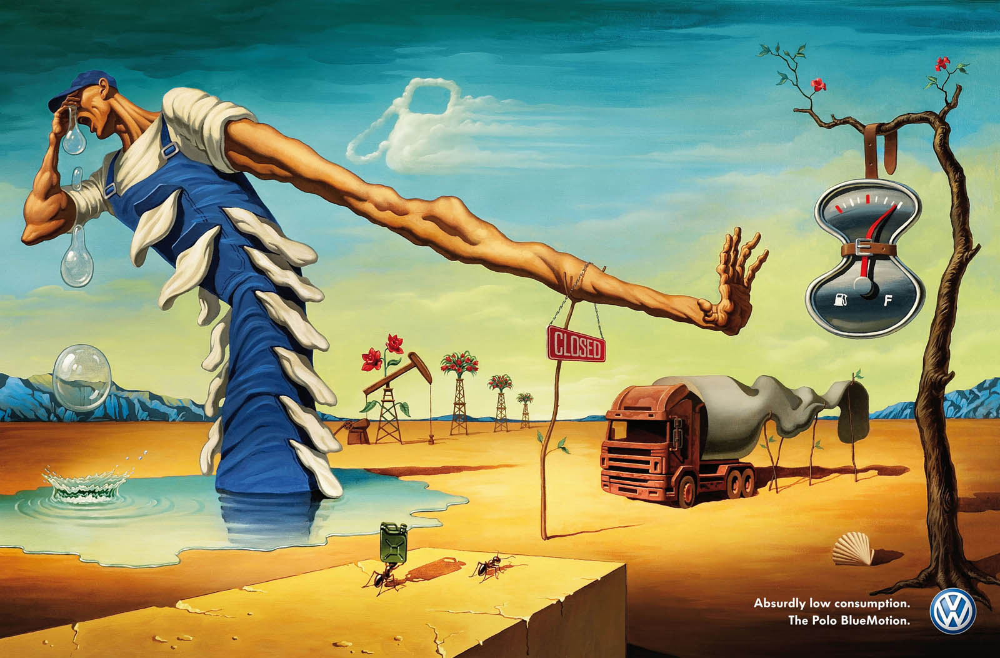 CLOSED
F
Absurdly low consumption.
The Polo BlueMotion.
VW